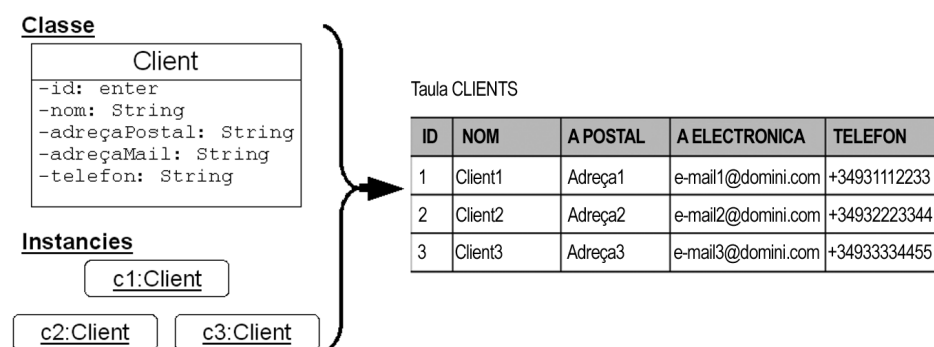 Classe
Client
-id: enter
-nom: String
-adreçaPostal: String
-adreçaMail: String
-telefon: String
Instancies
c1:Client
c2:Client c3:Client
Taula CLIENTS
ID NOM A POSTAL A ELECTRONICA TELEFON
1 Client1 Adreça1 e-mail1@domini.com +34931112233
2 Client2 Adreça2 e-mail2@domini.com +34932223344
3 Client3 Adreça3 e-mail3@domini.com +34933334455